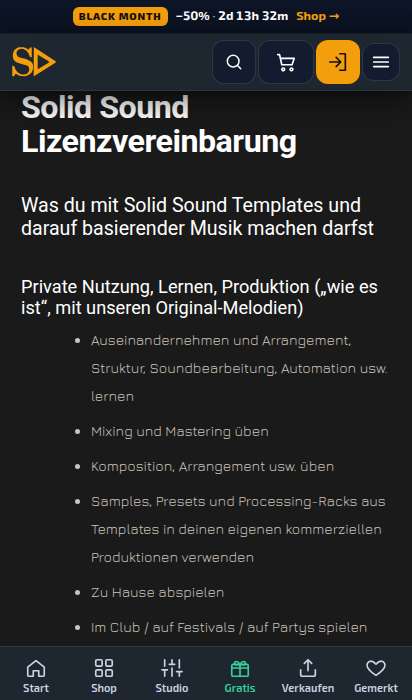 BLACK MONTH −50% · 2d 13h 32m Shop →
SD
Solid Sound
Lizenzvereinbarung
Was du mit Solid Sound Templates und
darauf basierender Musik machen darfst
Private Nutzung, Lernen, Produktion („wie es
ist“, mit unseren Original-Melodien)
Auseinandernehmen und Arrangement,
Struktur, Soundbearbeitung, Automation usw.
lernen
Mixing und Mastering üben
Komposition, Arrangement usw. üben
Samples, Presets und Processing-Racks aus
Templates in deinen eigenen kommerziellen
Produktionen verwenden
Zu Hause abspielen
Im Club / auf Festivals / auf Partys spielen
Start Shop Studio Gratis Verkaufen Gemerkt